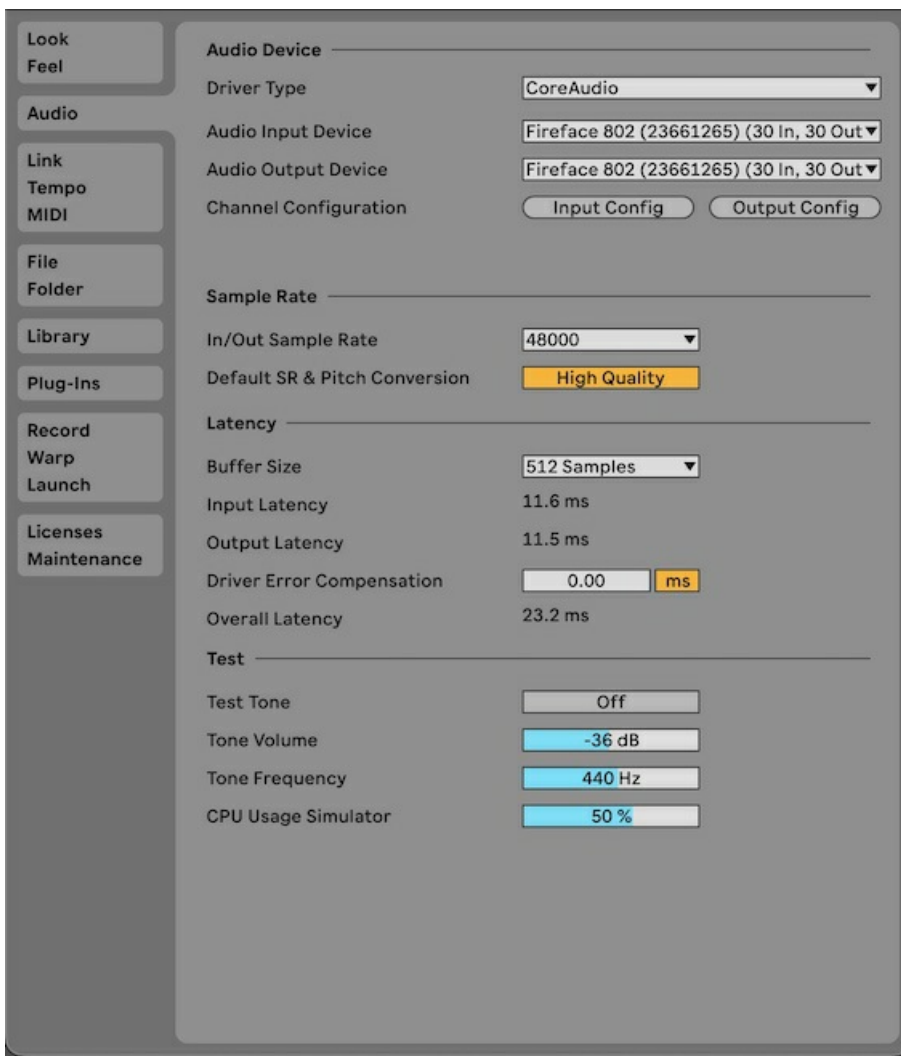 Look
Feel
Audio
Link
Tempo
MIDI
File
Folder
Library
Plug-Ins
Record
Warp
Launch
Licenses
Maintenance
Audio Device
Driver Type CoreAudio
Audio Input Device Fireface 802 (23661265) (30 In, 30 Out
Audio Output Device Fireface 802 (23661265) (30 In, 30 Out
Channel Configuration Input Config Output Config
Sample Rate
In/Out Sample Rate 48000
Default SR & Pitch Conversion High Quality
Latency
Buffer Size 512 Samples
Input Latency 11.6 ms
Output Latency 11.5 ms
Driver Error Compensation 0.00 ms
Overall Latency 23.2 ms
Test
Test Tone Off
Tone Volume -36 dB
Tone Frequency 440 Hz
CPU Usage Simulator 50 %